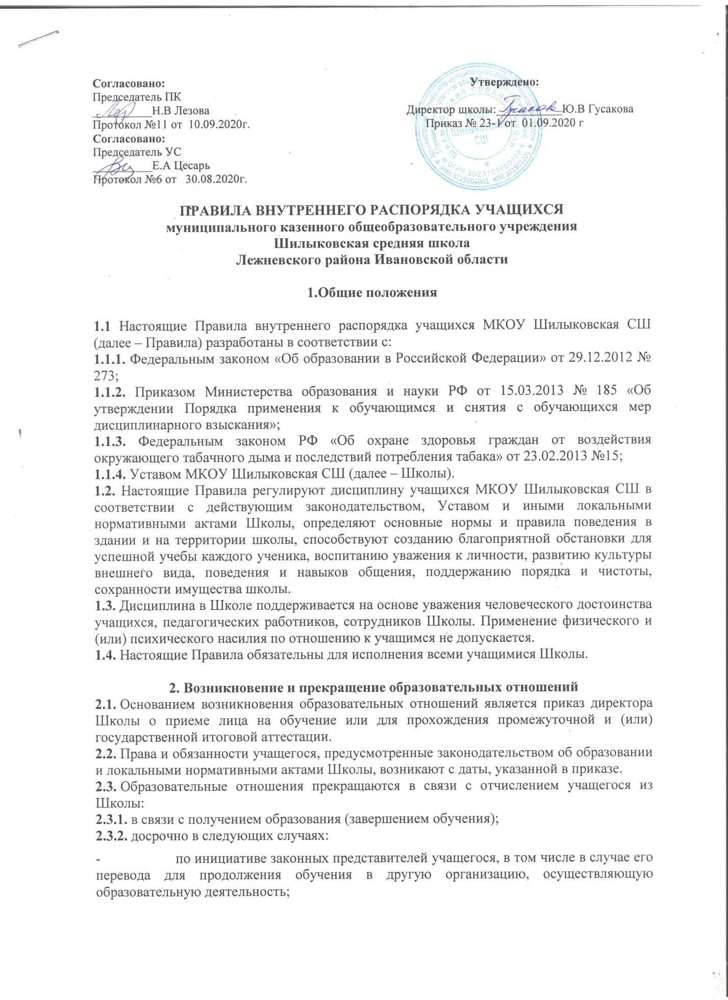 Согласовано:
Председатель ПК
__________Н.В Лезова
Протокол №11 от 10.09.2020г.
Согласовано:
Председатель УС
__________Е.А Цесарь
Протокол №6 от 30.08.2020г.
Утверждено:
Директор школы: Гусакова Ю.В Гусакова
Приказ № 23-1 от 01.09.2020 г
МКОУ
Шилыковская
СШ
ОГРН 1023701650708
ИНН 3715004601 КПП 371501001
ПРАВИЛА ВНУТРЕННЕГО РАСПОРЯДКА УЧАЩИХСЯ
муниципального казенного общеобразовательного учреждения
Шилыковская средняя школа
Лежневского района Ивановской области
1.Общие положения
1.1 Настоящие Правила внутреннего распорядка учащихся МКОУ Шилыковская СШ
(далее – Правила) разработаны в соответствии с:
1.1.1. Федеральным законом «Об образовании в Российской Федерации» от 29.12.2012 №
273;
1.1.2. Приказом Министерства образования и науки РФ от 15.03.2013 № 185 «Об
утверждении Порядка применения к обучающимся и снятия с обучающихся мер
дисциплинарного взыскания»;
1.1.3. Федеральным законом РФ «Об охране здоровья граждан от воздействия
окружающего табачного дыма и последствий потребления табака» от 23.02.2013 №15;
1.1.4. Уставом МКОУ Шилыковская СШ (далее – Школы).
1.2. Настоящие Правила регулируют дисциплину учащихся МКОУ Шилыковская СШ в
соответствии с действующим законодательством, Уставом и иными локальными
нормативными актами Школы, определяют основные нормы и правила поведения в
здании и на территории школы, способствуют созданию благоприятной обстановки для
успешной учебы каждого ученика, воспитанию уважения к личности, развитию культуры
внешнего вида, поведения и навыков общения, поддержанию порядка и чистоты,
сохранности имущества школы.
1.3. Дисциплина в Школе поддерживается на основе уважения человеческого достоинства
учащихся, педагогических работников, сотрудников Школы. Применение физического и
(или) психического насилия по отношению к учащимся не допускается.
1.4. Настоящие Правила обязательны для исполнения всеми учащимися Школы.
2. Возникновение и прекращение образовательных отношений
2.1. Основанием возникновения образовательных отношений является приказ директора
Школы о приеме лица на обучение или для прохождения промежуточной и (или)
государственной итоговой аттестации.
2.2. Права и обязанности учащегося, предусмотренные законодательством об образовании
и локальными нормативными актами Школы, возникают с даты, указанной в приказе.
2.3. Образовательные отношения прекращаются в связи с отчислением учащегося из
Школы:
2.3.1. в связи с получением образования (завершением обучения);
2.3.2. досрочно в следующих случаях:
- по инициативе законных представителей учащегося, в том числе в случае его
перевода для продолжения обучения в другую организацию, осуществляющую
образовательную деятельность;